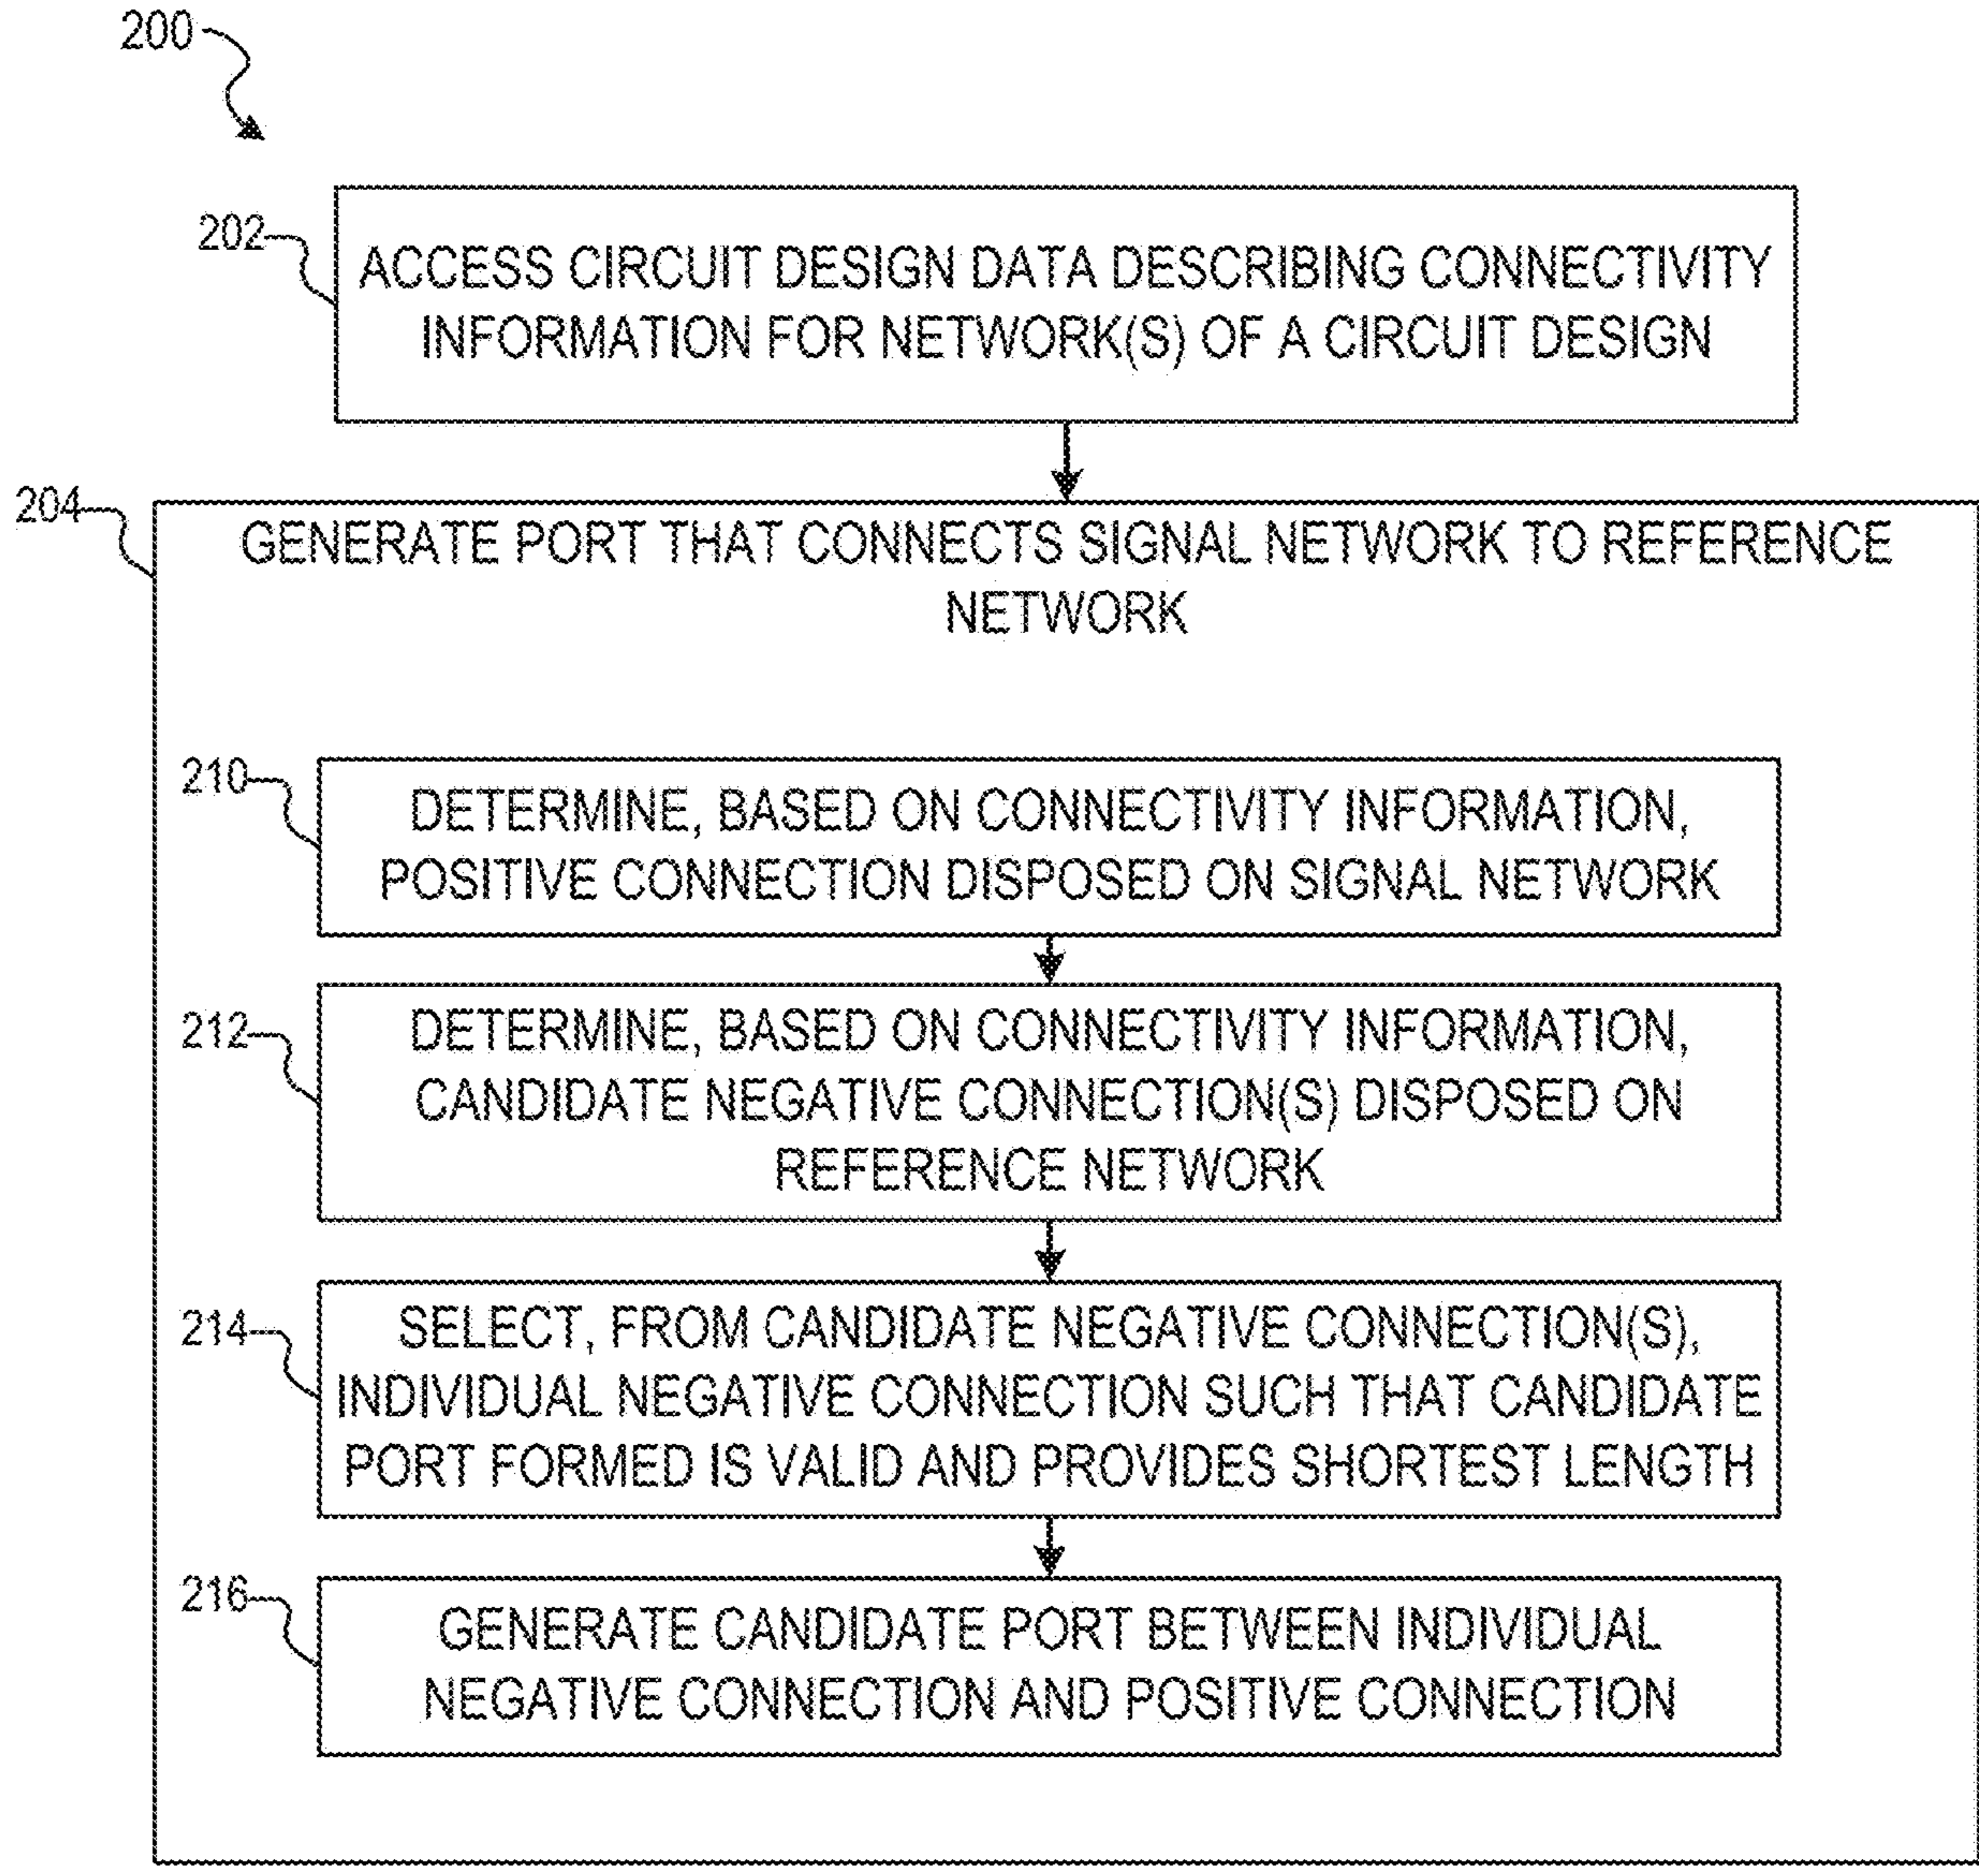 200
202
ACCESS CIRCUIT DESIGN DATA DESCRIBING CONNECTIVITY
INFORMATION FOR NETWORK(S) OF A CIRCUIT DESIGN
204
GENERATE PORT THAT CONNECTS SIGNAL NETWORK TO REFERENCE
NETWORK
210
DETERMINE, BASED ON CONNECTIVITY INFORMATION,
POSITIVE CONNECTION DISPOSED ON SIGNAL NETWORK
212
DETERMINE, BASED ON CONNECTIVITY INFORMATION,
CANDIDATE NEGATIVE CONNECTION(S) DISPOSED ON
REFERENCE NETWORK
214
SELECT, FROM CANDIDATE NEGATIVE CONNECTION(S),
INDIVIDUAL NEGATIVE CONNECTION SUCH THAT CANDIDATE
PORT FORMED IS VALID AND PROVIDES SHORTEST LENGTH
216
GENERATE CANDIDATE PORT BETWEEN INDIVIDUAL
NEGATIVE CONNECTION AND POSITIVE CONNECTION